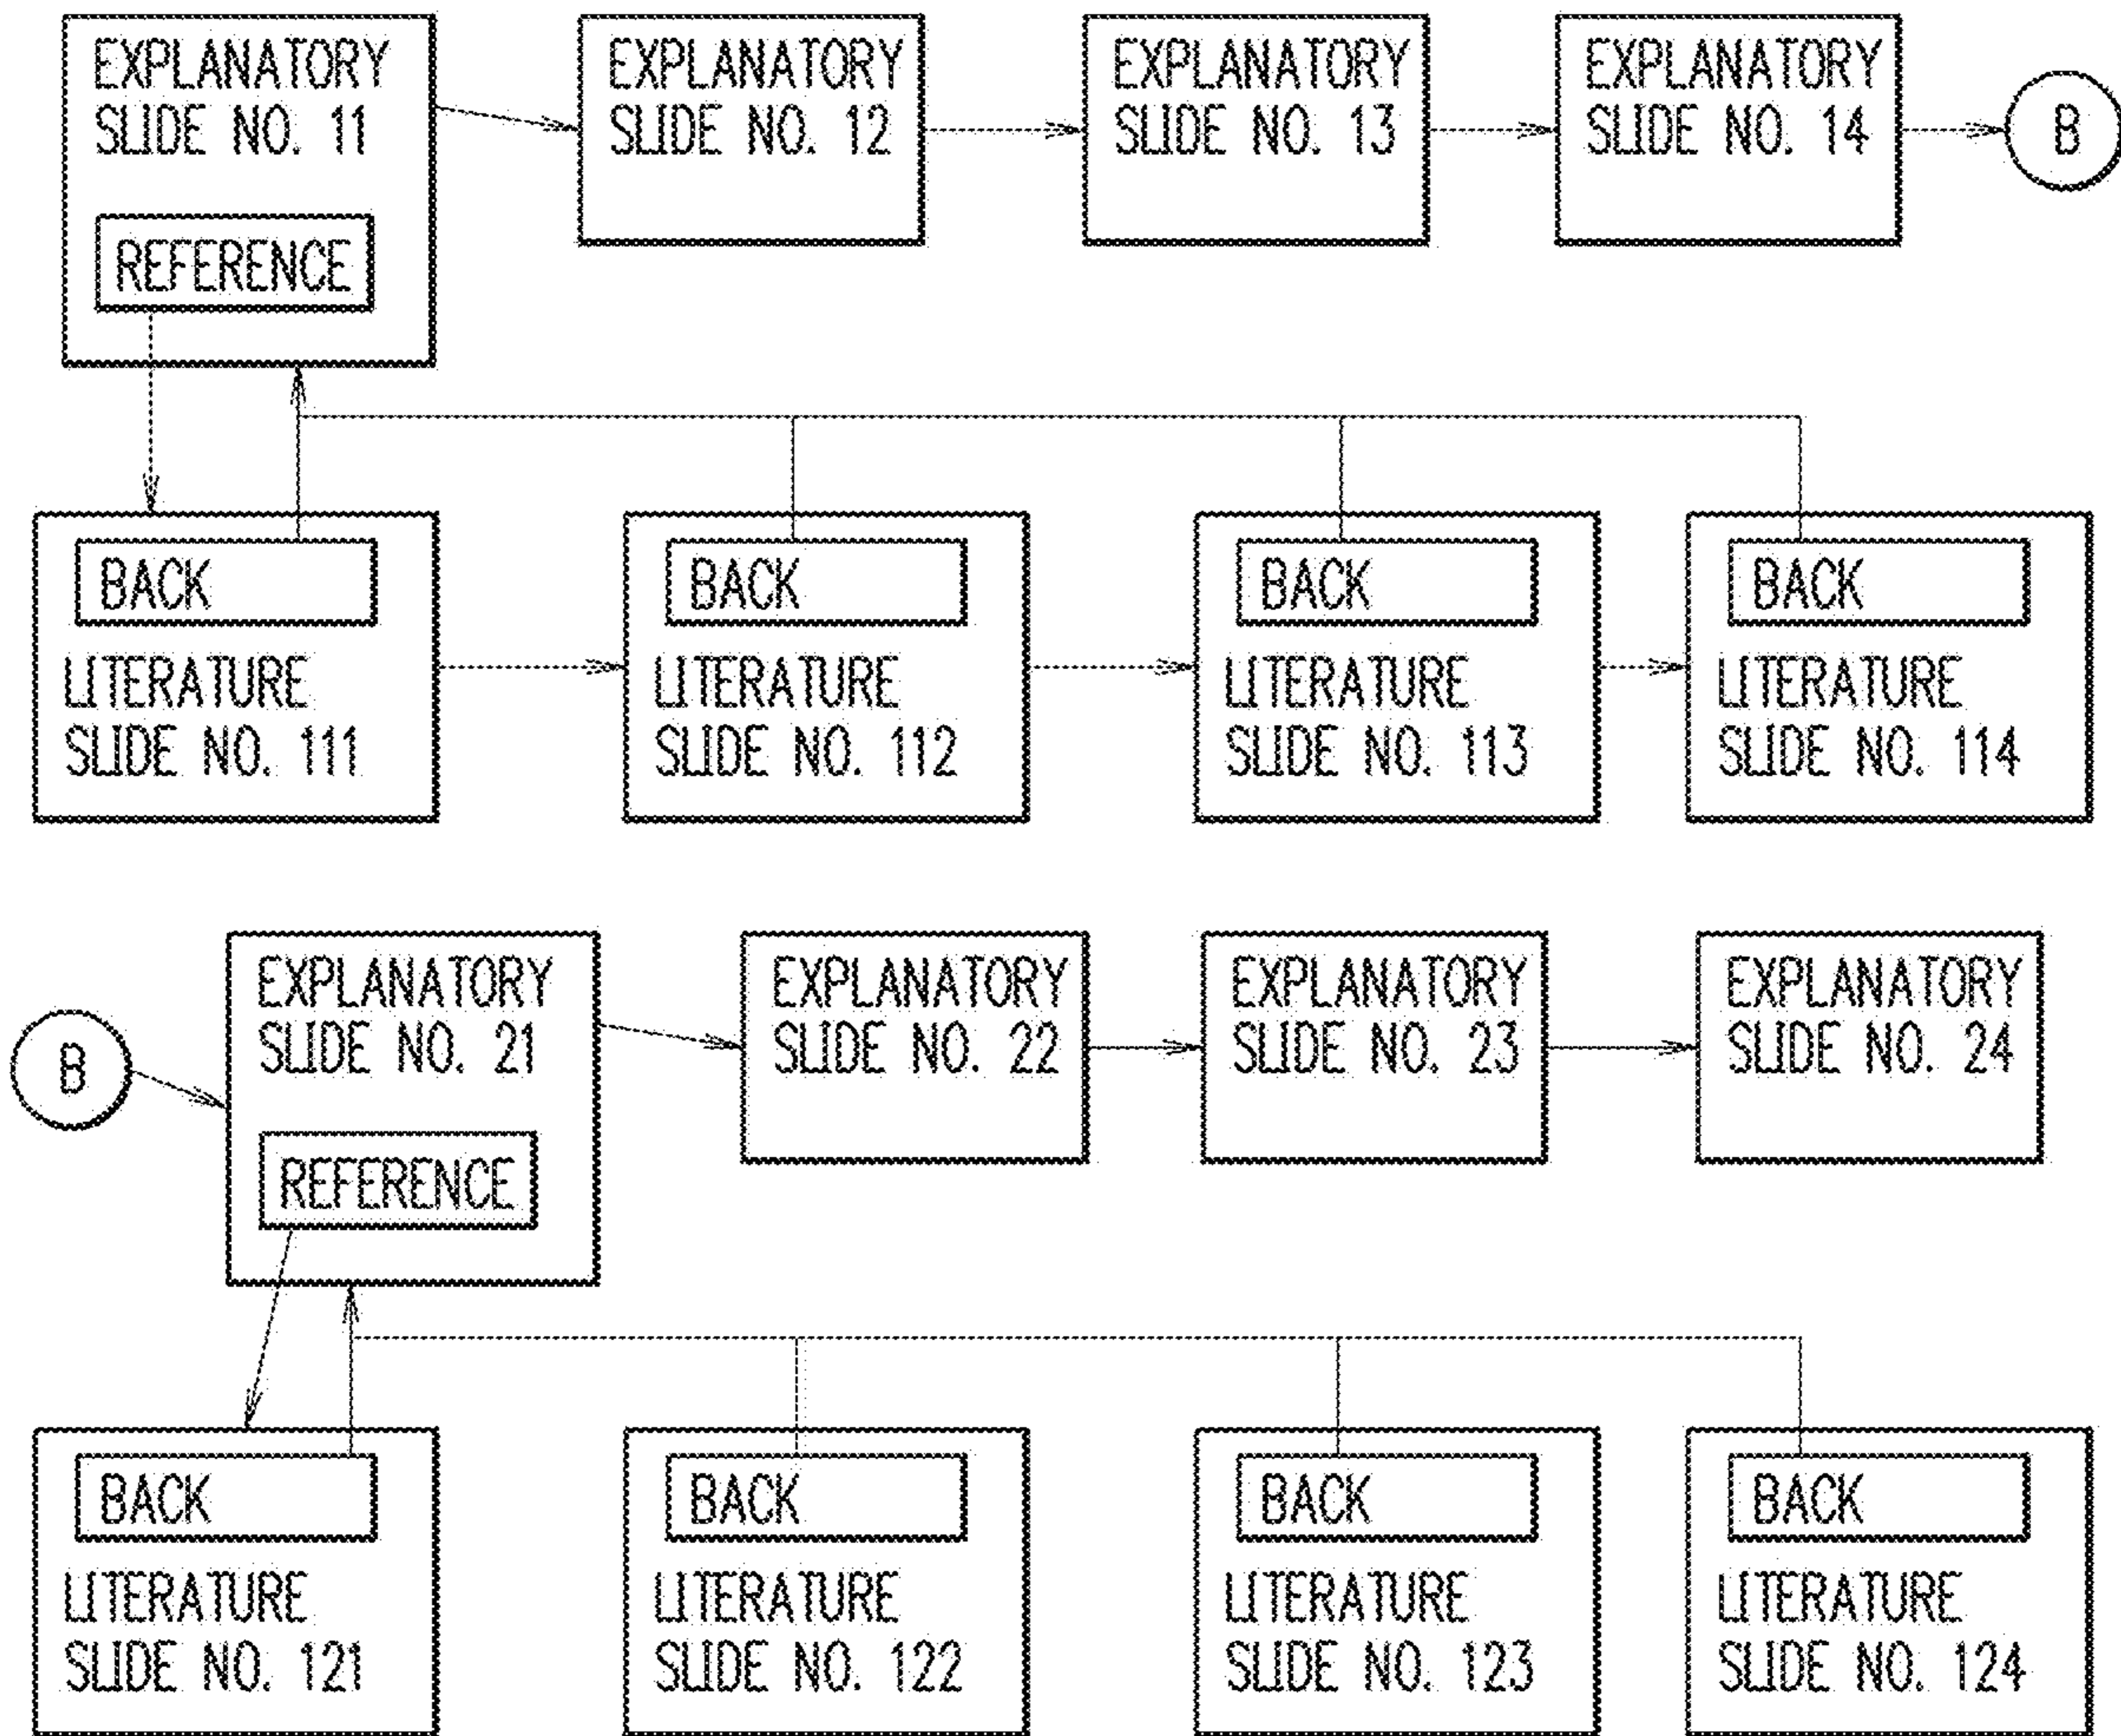 EXPLANATORY
SLIDE NO. 11
REFERENCE
EXPLANATORY
SLIDE NO. 12
EXPLANATORY
SLIDE NO. 13
EXPLANATORY
SLIDE NO. 14
B
BACK
LITERATURE
SLIDE NO. 111
BACK
LITERATURE
SLIDE NO. 112
BACK
LITERATURE
SLIDE NO. 113
BACK
LITERATURE
SLIDE NO. 114
B
EXPLANATORY
SLIDE NO. 21
REFERENCE
EXPLANATORY
SLIDE NO. 22
EXPLANATORY
SLIDE NO. 23
EXPLANATORY
SLIDE NO. 24
BACK
LITERATURE
SLIDE NO. 121
BACK
LITERATURE
SLIDE NO. 122
BACK
LITERATURE
SLIDE NO. 123
BACK
LITERATURE
SLIDE NO. 124